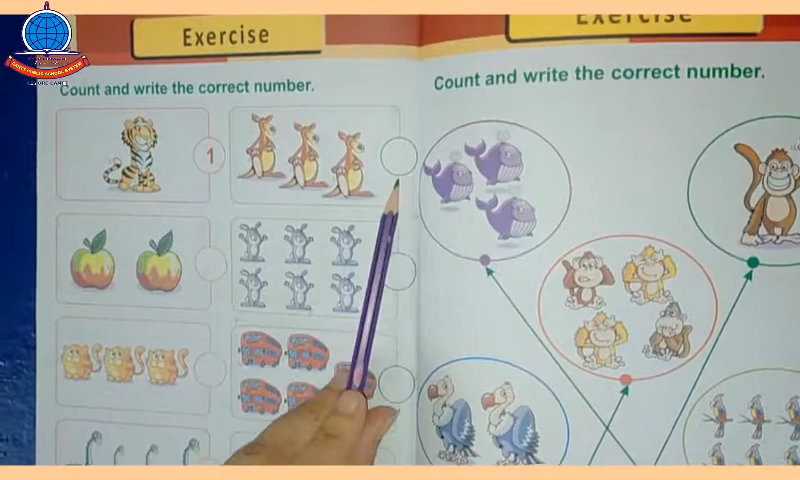 Exercise
Count and write the correct number.
1
Exercise
Count and write the correct number.